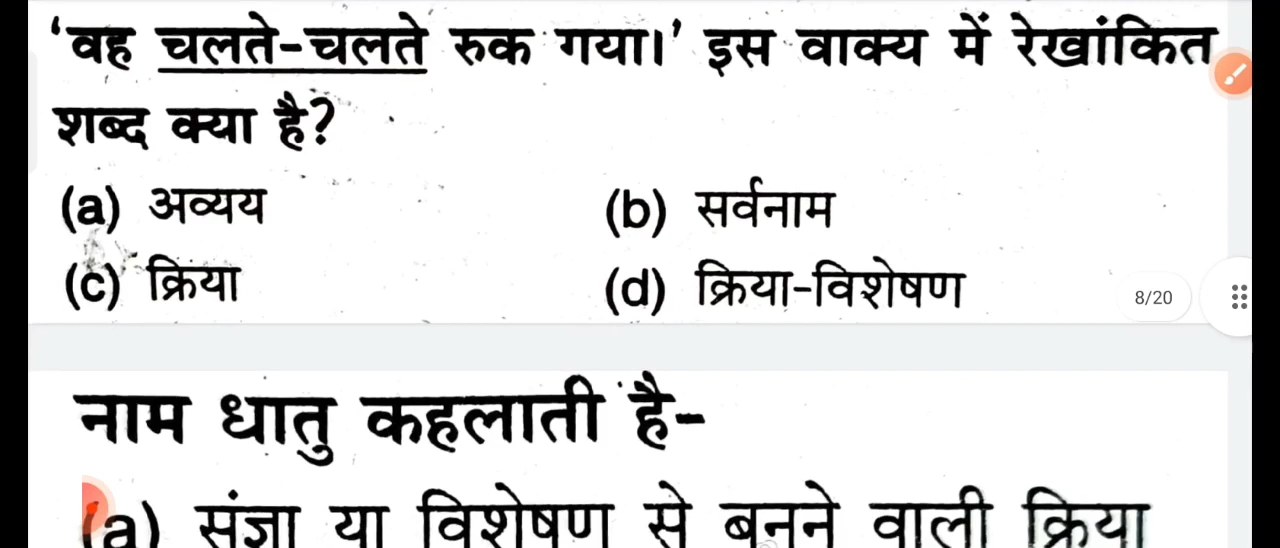 ‘वह चलते-चलते रुक गया।’ इस वाक्य में रेखांकित
शब्द क्या है?
(a) अव्यय (b) सर्वनाम
(c) क्रिया (d) क्रिया-विशेषण
8/20
नाम धातु कहलाती है-
(a) संज्ञा या विशेषण से बनने वाली क्रिया